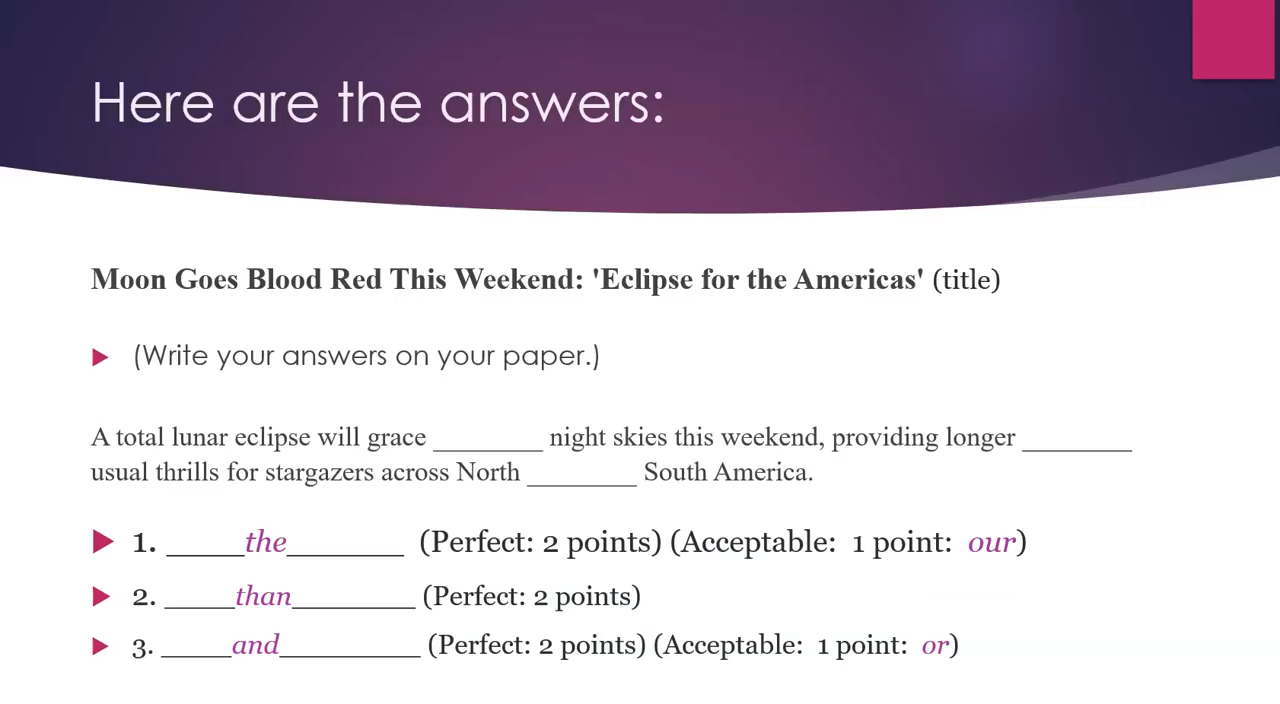 Here are the answers:
Moon Goes Blood Red This Weekend: 'Eclipse for the Americas' (title)
(Write your answers on your paper.)
A total lunar eclipse will grace ________ night skies this weekend, providing longer ________
usual thrills for stargazers across North ________ South America.
1. ____the______ (Perfect: 2 points) (Acceptable: 1 point: our)
2. ____than_______ (Perfect: 2 points)
3. ____and________ (Perfect: 2 points) (Acceptable: 1 point: or)